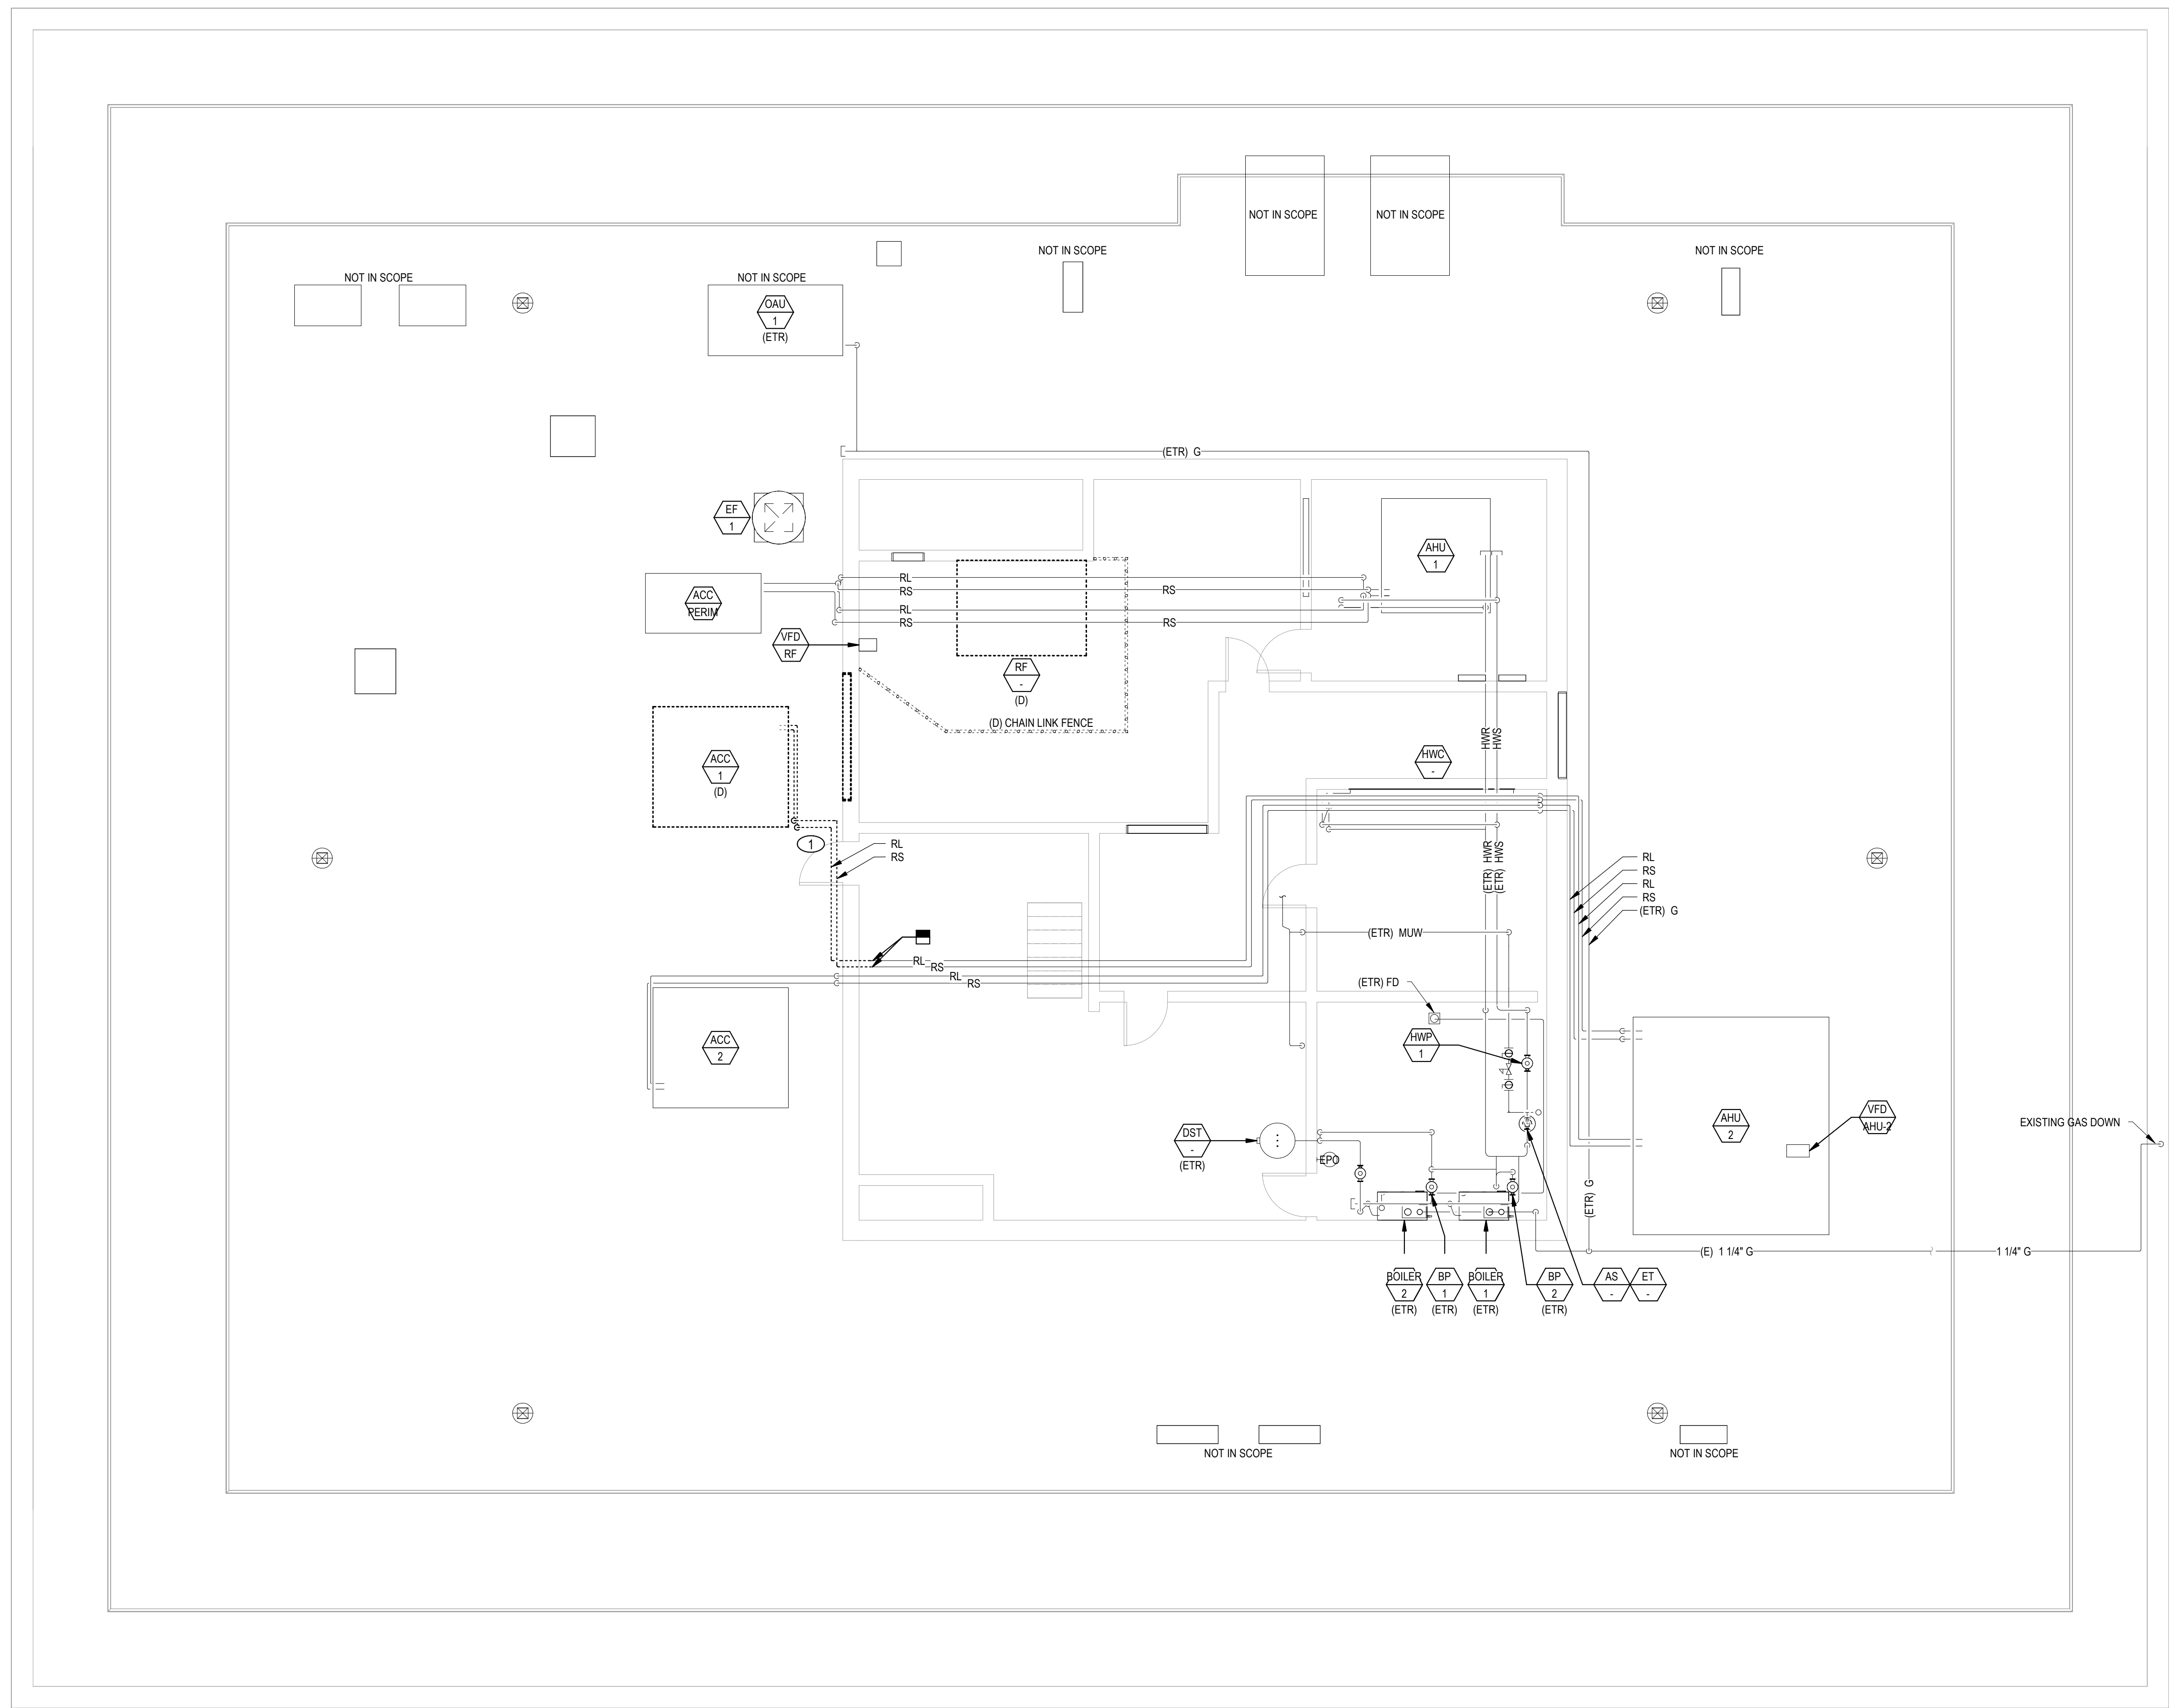 NOT IN SCOPE
NOT IN SCOPE
NOT IN SCOPE
NOT IN SCOPE
NOT IN SCOPE
NOT IN SCOPE
OAU
1
(ETR)
(ETR) G
EF
1
AHU
1
ACC
PERIM
RL
RS
RS
RL
RS
RS
VFD
RF
RF
-
(D)
(D) CHAIN LINK FENCE
HWR
HWS
ACC
1
(D)
HWC
-
1
RL
RS
(ETR) HWR
(ETR) HWS
RL
RS
RL
RS
(ETR) G
(ETR) MUW
RL
RS
RL
RS
(ETR) FD
ACC
2
HWP
1
AHU
2
VFD
AHU-2
EXISTING GAS DOWN
DST
-
(ETR)
EPO
(ETR) G
(E) 1 1/4" G
1 1/4" G
BOILER
2
(ETR)
BP
1
(ETR)
BOILER
1
(ETR)
BP
2
(ETR)
AS
-
ET
-
NOT IN SCOPE
NOT IN SCOPE